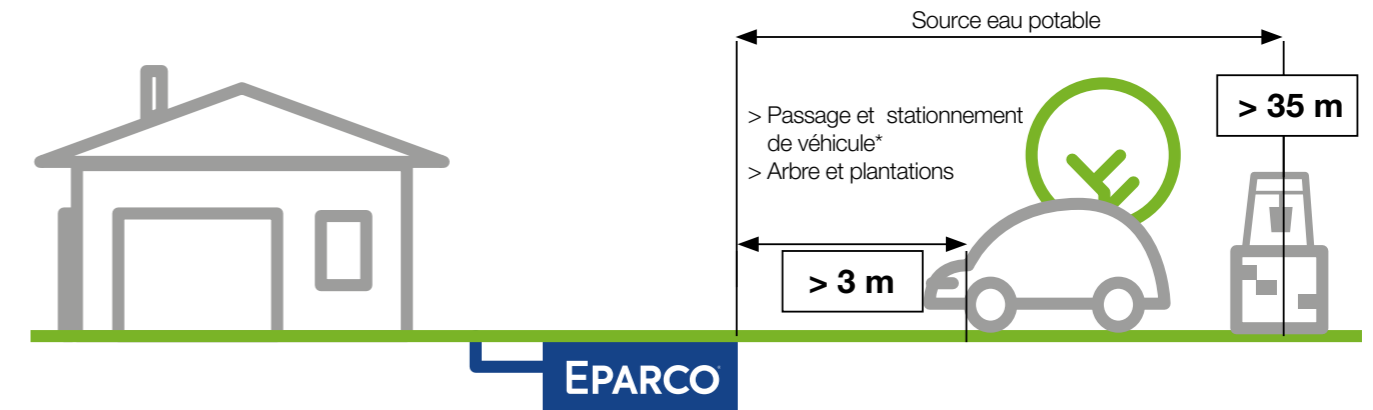 Source eau potable
> 35 m
> Passage et stationnement
de véhicule*
> Arbre et plantations
> 3 m
EPARCO